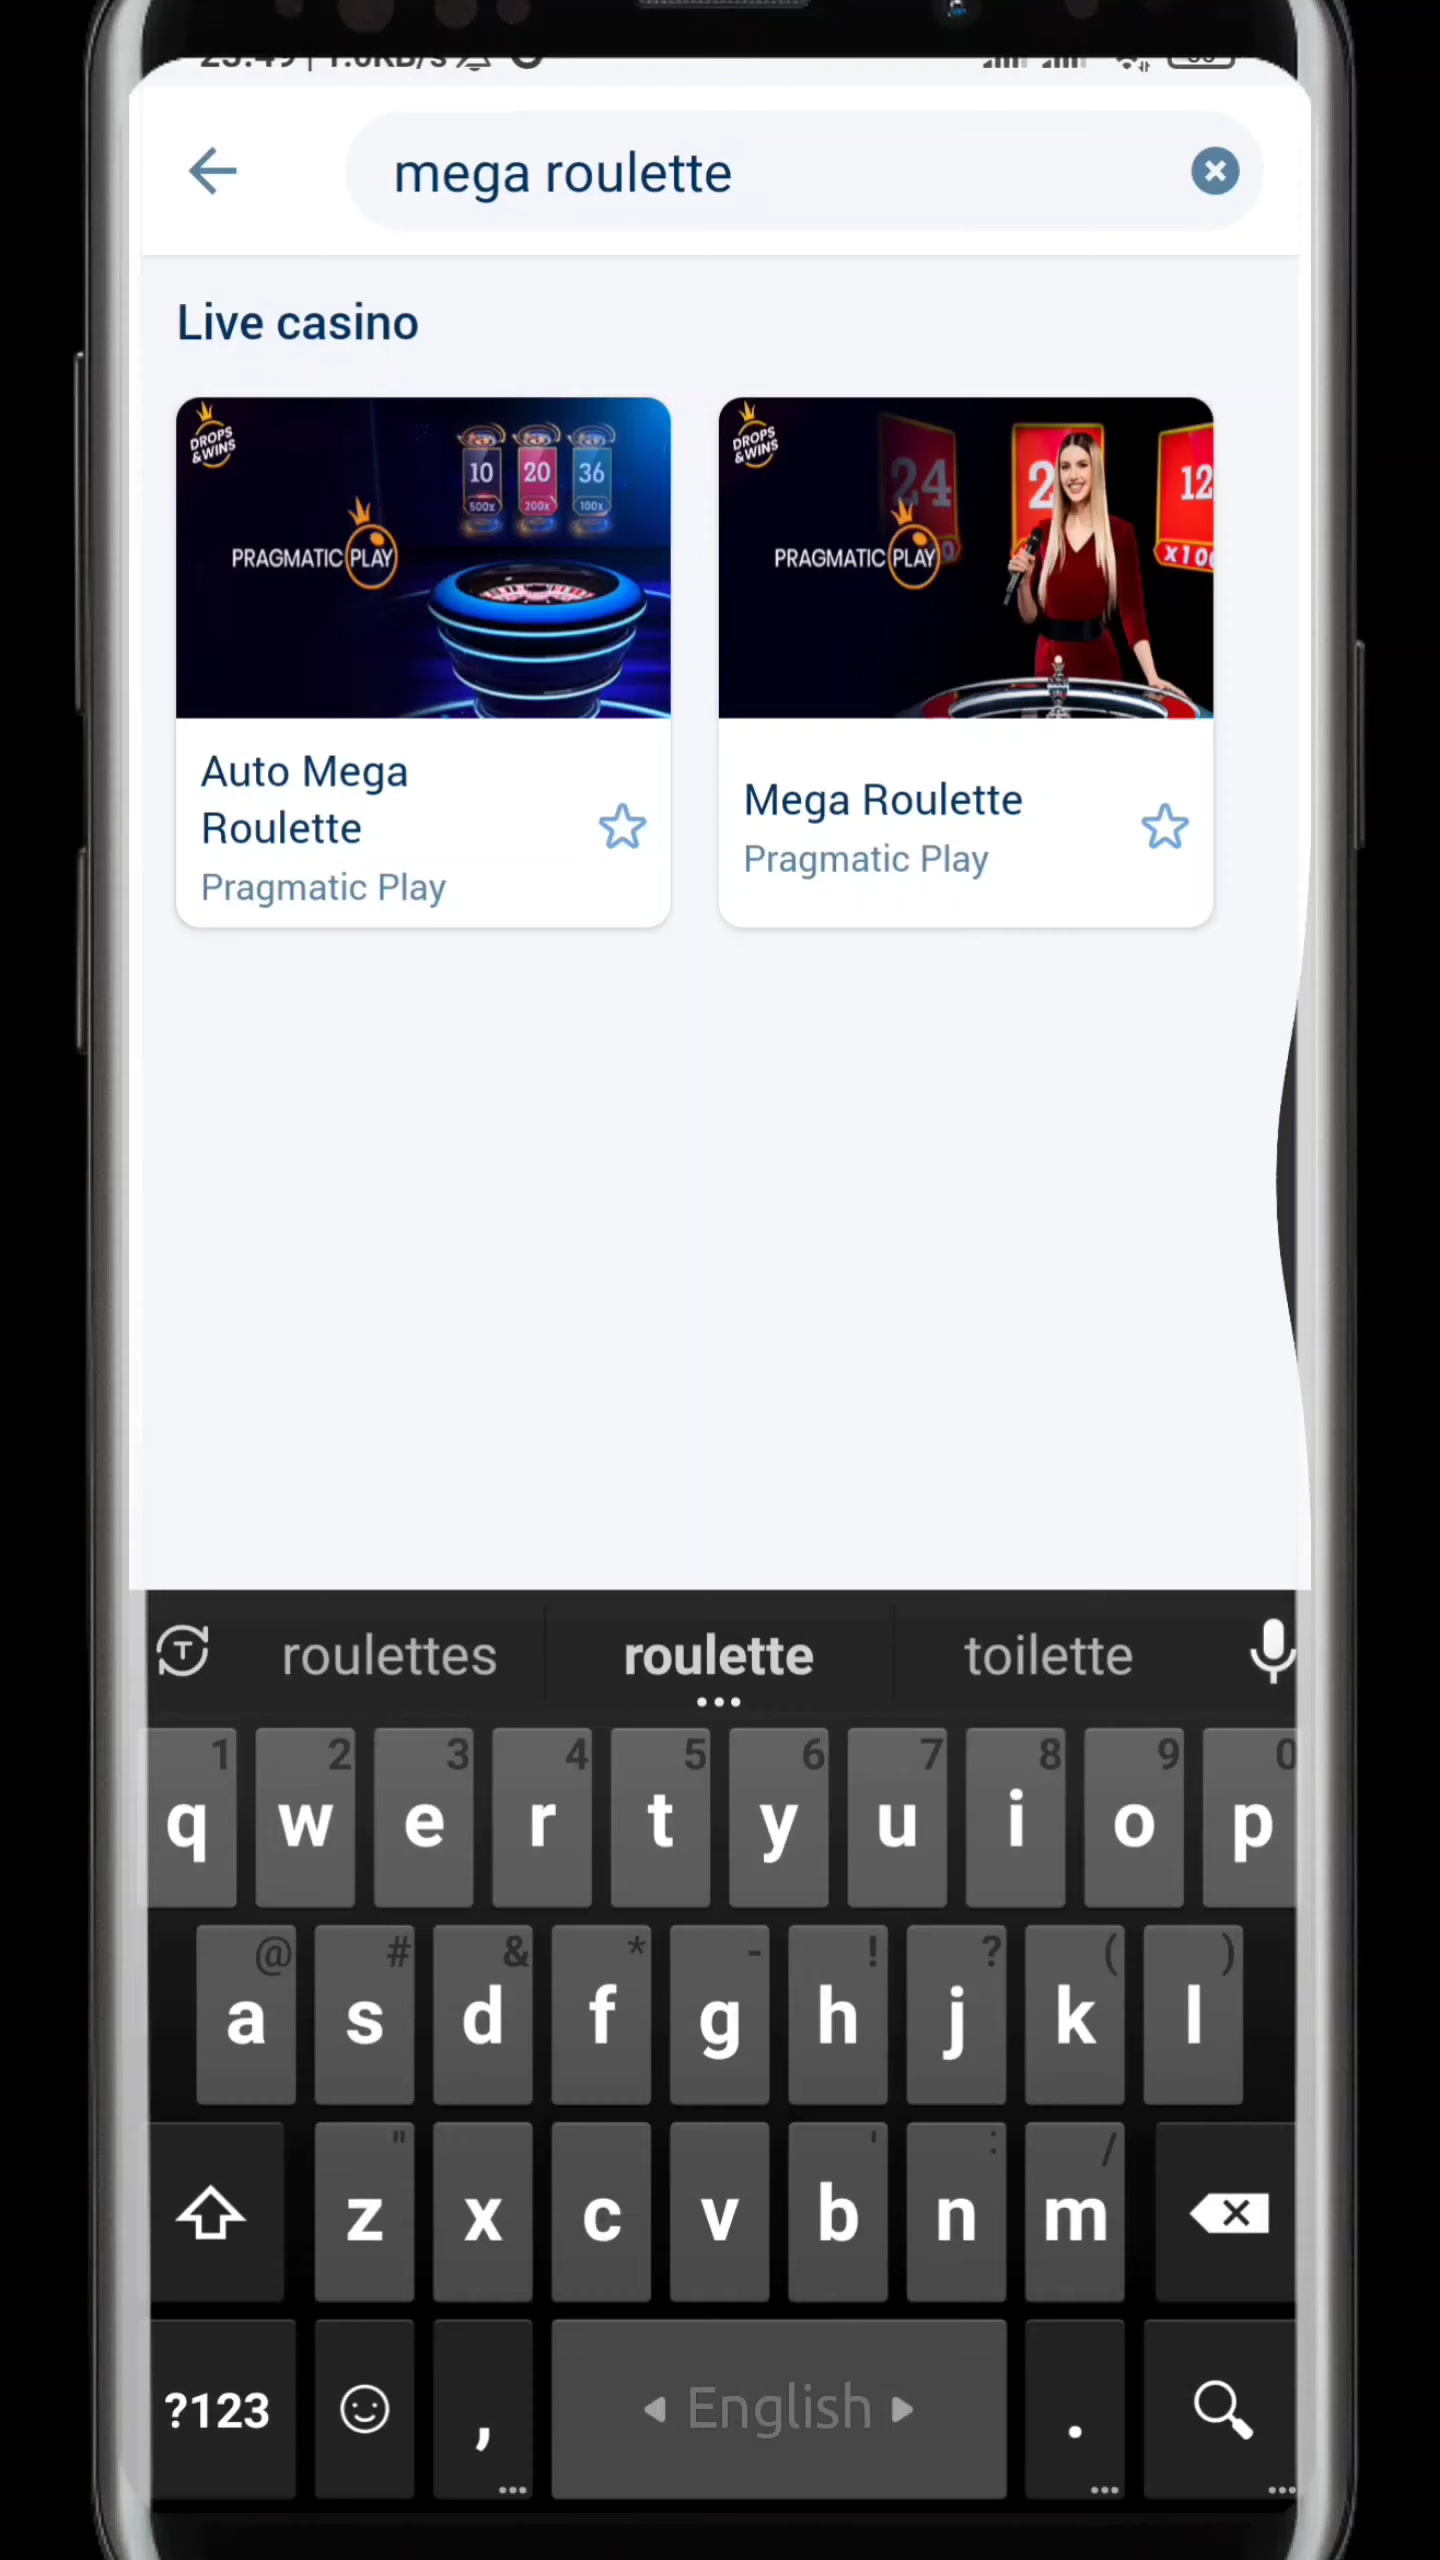 mega roulette
Live casino
DROPS & WINS
10 20 36
500x 200x 100x
PRAGMATIC PLAY
DROPS & WINS
24 2 12
PRAGMATIC PLAY
Auto Mega
Roulette
Pragmatic Play
Mega Roulette
Pragmatic Play
roulettes roulette toilette
1 2 3 4 5 6 7 8 9 0
q w e r t y u i o p
@ # & * - ! ? ( )
a s d f g h j k l
" ' : /
z x c v b n m
?123 , English .